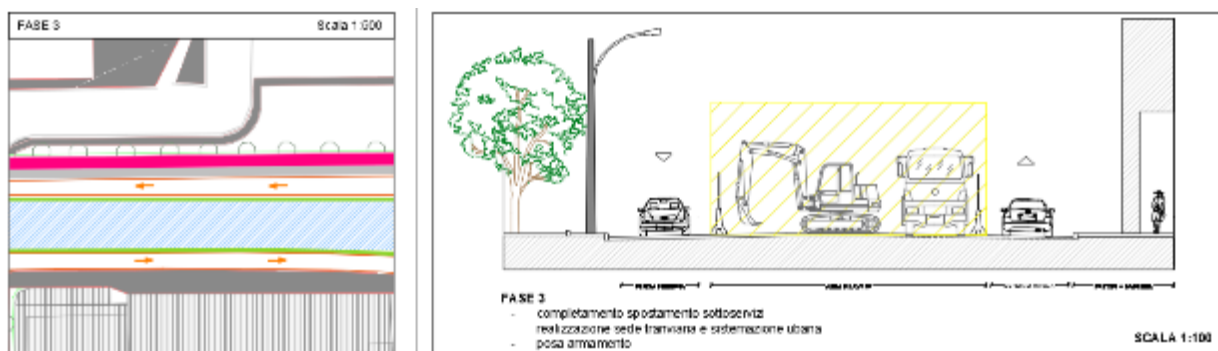 FASE 3
Scala 1:500
FASE 3
- completamento spostamento sottoservizi
realizzazione sede tranviaria e sistemazione ubana
- posa armamento
SCALA 1:100